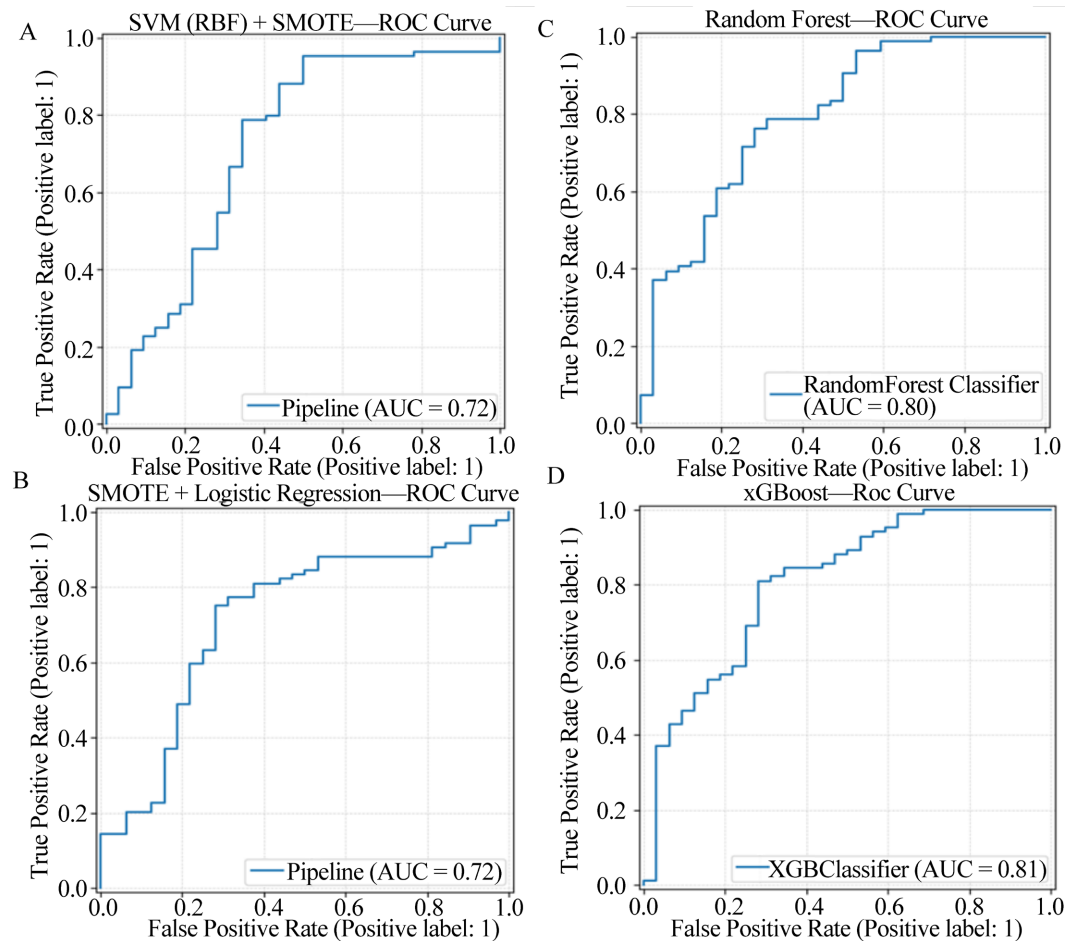 A
SVM (RBF) + SMOTE—ROC Curve
True Positive Rate (Positive label: 1)
1.0
0.8
0.6
0.4
0.2
0.0
Pipeline (AUC = 0.72)
0.0 0.2 0.4 0.6 0.8 1.0
False Positive Rate (Positive label: 1)
B
SMOTE + Logistic Regression—ROC Curve
True Positive Rate (Positive label: 1)
1.0
0.8
0.6
0.4
0.2
0.0
Pipeline (AUC = 0.72)
0.0 0.2 0.4 0.6 0.8 1.0
False Positive Rate (Positive label: 1)
C
Random Forest—ROC Curve
True Positive Rate (Positive label: 1)
1.0
0.8
0.6
0.4
0.2
0.0
RandomForest Classifier
(AUC = 0.80)
0.0 0.2 0.4 0.6 0.8 1.0
False Positive Rate (Positive label: 1)
D
xGBoost—Roc Curve
True Positive Rate (Positive label: 1)
1.0
0.8
0.6
0.4
0.2
0.0
XGBClassifier (AUC = 0.81)
0.0 0.2 0.4 0.6 0.8 1.0
False Positive Rate (Positive label: 1)